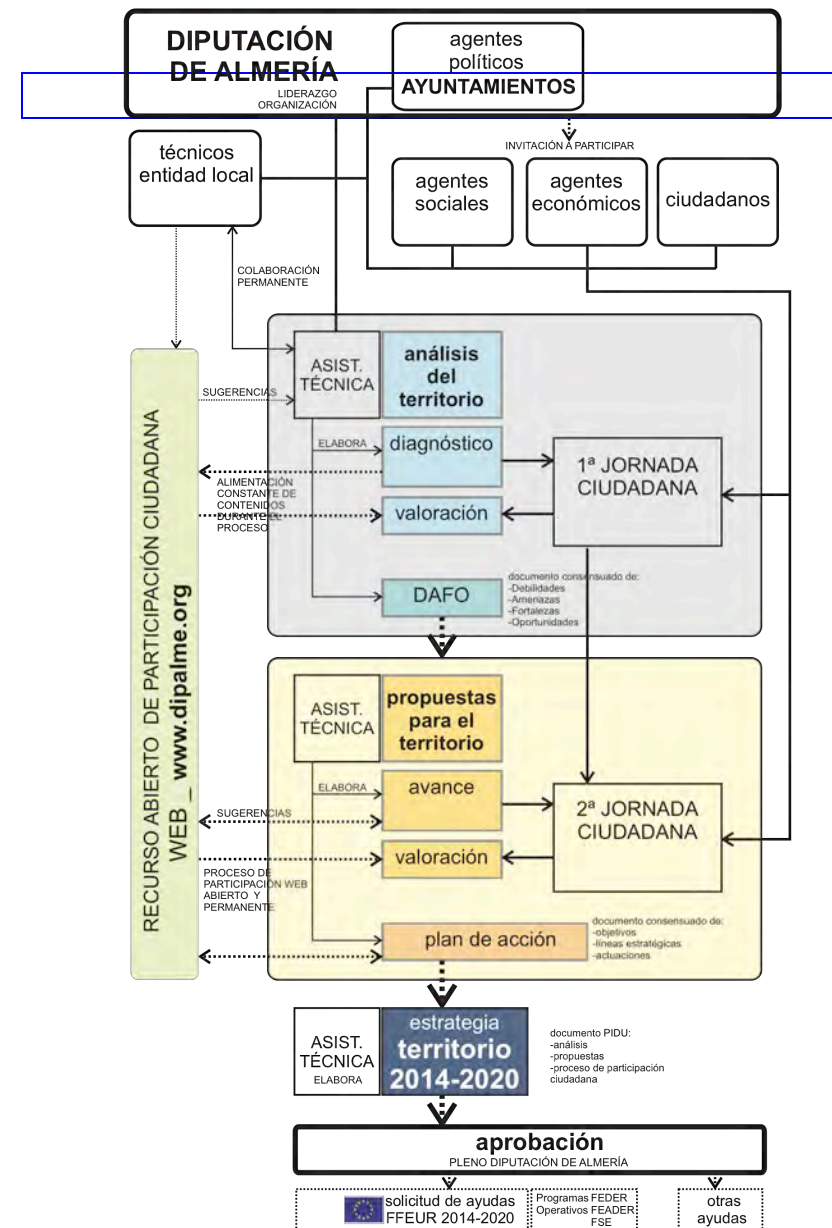 DIPUTACIÓN
DE ALMERÍA
LIDERAZGO
ORGANIZACIÓN
agentes
políticos
AYUNTAMIENTOS
INVITACIÓN A PARTICIPAR
técnicos
entidad local
agentes
sociales
agentes
económicos
ciudadanos
COLABORACIÓN
PERMANENTE
RECURSO ABIERTO DE PARTICIPACIÓN CIUDADANA
WEB _ www.dipalme.org
ASIST.
TÉCNICA
análisis
del
territorio
SUGERENCIAS
ELABORA
diagnóstico
1ª JORNADA
CIUDADANA
ALIMENTACIÓN
CONSTANTE DE
CONTENIDOS
DURANTE EL
PROCESO
valoración
DAFO
documento consensuado de:
-Debilidades
-Amenazas
-Fortalezas
-Oportunidades
ASIST.
TÉCNICA
propuestas
para el
territorio
ELABORA
avance
2ª JORNADA
CIUDADANA
SUGERENCIAS
valoración
PROCESO DE
PARTICIPACIÓN WEB
ABIERTO Y
PERMANENTE
plan de acción
documento consensuado de:
-objetivos
-líneas estratégicas
-actuaciones
ASIST.
TÉCNICA
ELABORA
estrategia
territorio
2014-2020
documento PIDU:
-análisis
-propuestas
-proceso de participación
ciudadana
aprobación
PLENO DIPUTACIÓN DE ALMERÍA
solicitud de ayudas
FFEUR 2014-2020
Programas FEDER
Operativos FEADER
FSE
otras
ayudas